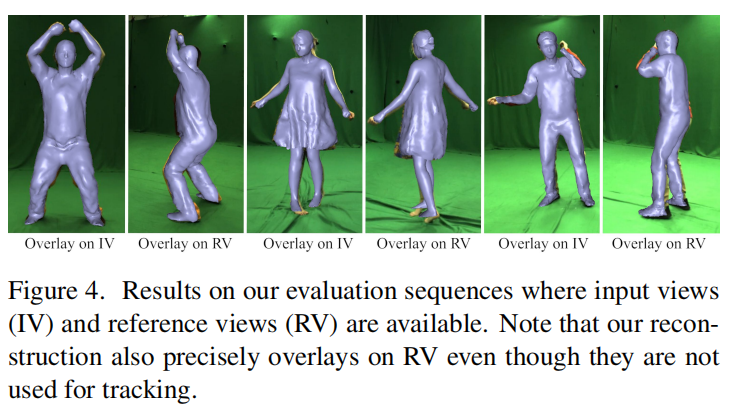 Overlay on IV
Overlay on RV
Overlay on IV
Overlay on RV
Overlay on IV
Overlay on RV
Figure 4. Results on our evaluation sequences where input views
(IV) and reference views (RV) are available. Note that our recon-
struction also precisely overlays on RV even though they are not
used for tracking.